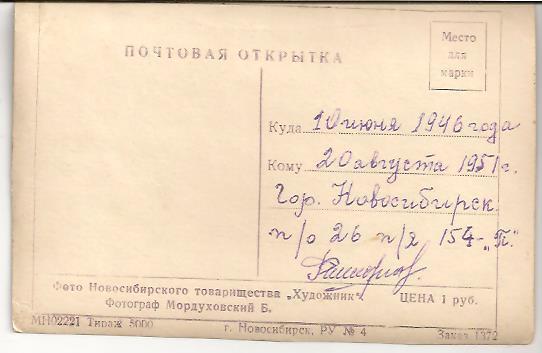 ПОЧТОВАЯ ОТКРЫТКА
Место
для
марки
Куда 10 июня 1946 года
Кому 20 августа 1951 г.
Гор. Новосибирск
п/о 26 п/я 154-„П."
Фото Новосибирского товарищества „Художник"
Фотограф Мордуховский Б.
ЦЕНА 1 руб.
МН02221 Тираж 5000
г. Новосибирск, РУ № 4
Заказ 1372